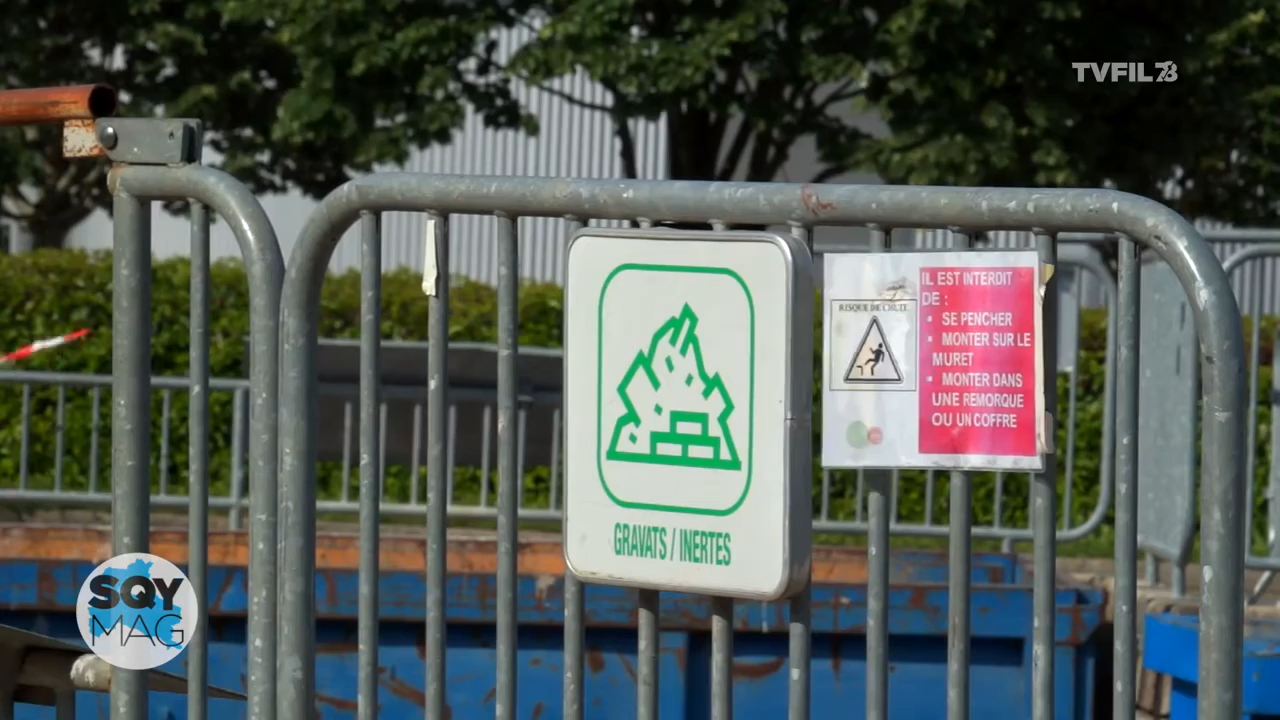 TVFIL78
RISQUE DE CHUTE
IL EST INTERDIT
DE :
• SE PENCHER
• MONTER SUR LE
MURET
• MONTER DANS
UNE REMORQUE
OU UN COFFRE
GRAVATS / INERTES
SQY
MAG